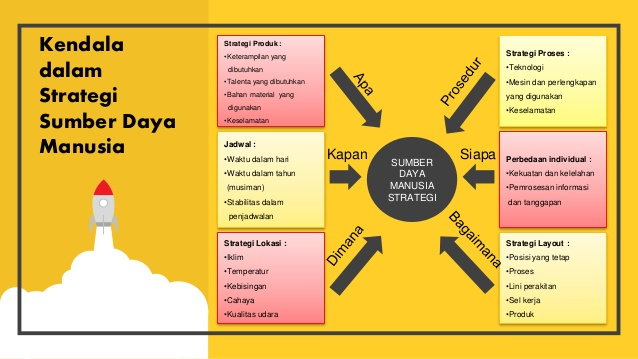 Kendala
dalam
Strategi
Sumber Daya
Manusia
Strategi Produk :
•Keterampilan yang
dibutuhkan
•Talenta yang dibutuhkan
•Bahan material yang
digunakan
•Keselamatan
Jadwal :
•Waktu dalam hari
•Waktu dalam tahun
(musiman)
•Stabilitas dalam
penjadwalan
Strategi Lokasi :
•Iklim
•Temperatur
•Kebisingan
•Cahaya
•Kualitas udara
Apa
Kapan
Dimana
SUMBER
DAYA
MANUSIA
STRATEGI
Prosedur
Siapa
Bagaimana
Strategi Proses :
•Teknologi
•Mesin dan perlengkapan
yang digunakan
•Keselamatan
Perbedaan individual :
•Kekuatan dan kelelahan
•Pemrosesan informasi
dan tanggapan
Strategi Layout :
•Posisi yang tetap
•Proses
•Lini perakitan
•Sel kerja
•Produk